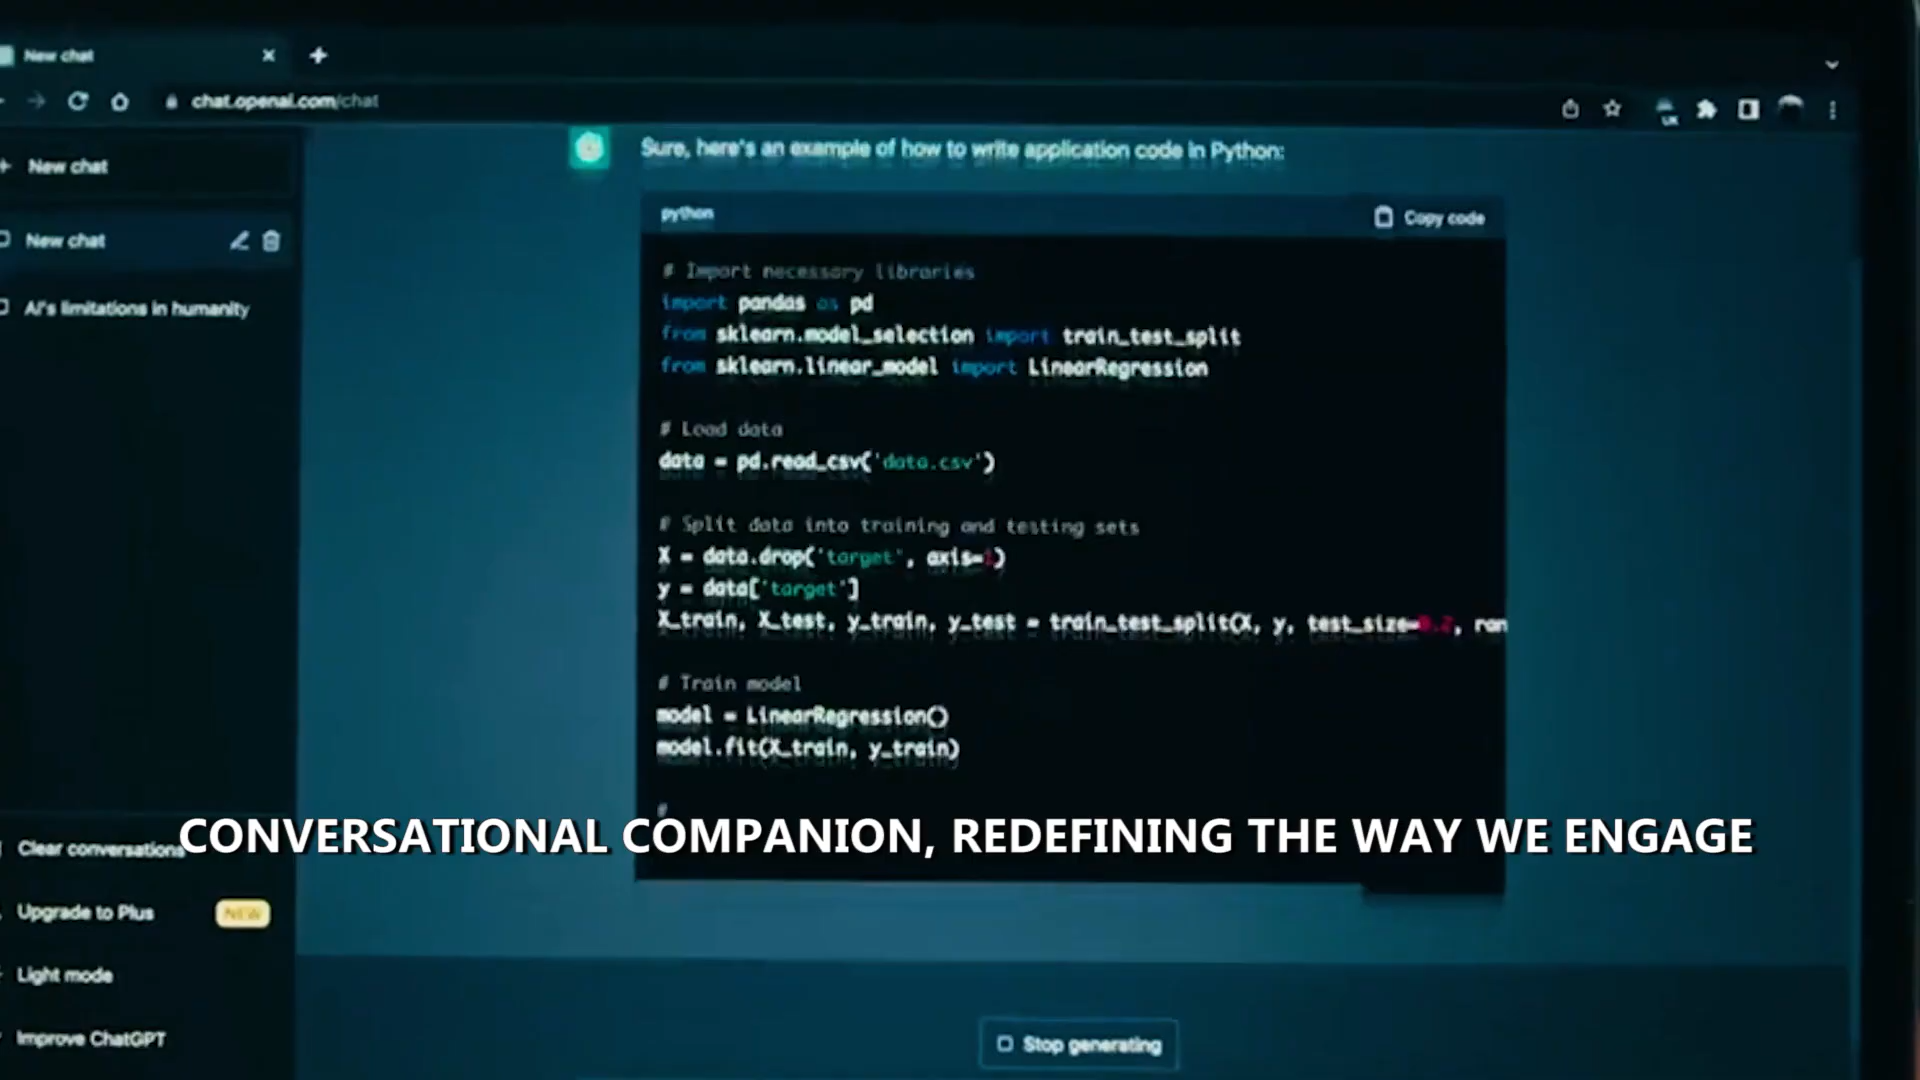 New chat
chat.openai.com/chat
UK
New chat
New chat
AI's limitations in humanity
Sure, here's an example of how to write application code in Python:
python
Copy code
# Import necessary libraries
import pandas as pd
from sklearn.model_selection import train_test_split
from sklearn.linear_model import LinearRegression
# Load data
data = pd.read_csv('data.csv')
# Split data into training and testing sets
X = data.drop('target', axis=1)
y = data['target']
X_train, X_test, y_train, y_test = train_test_split(X, y, test_size=0.2, ran
# Train model
model = LinearRegression()
model.fit(X_train, y_train)
#
CONVERSATIONAL COMPANION, REDEFINING THE WAY WE ENGAGE
Clear conversations
Upgrade to Plus
NEW
Light mode
Improve ChatGPT
Stop generating